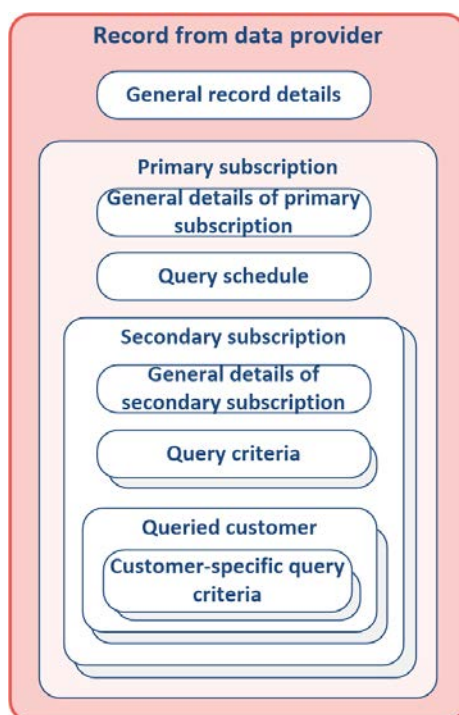 Record from data provider
General record details
Primary subscription
General details of primary
subscription
Query schedule
Secondary subscription
General details of
secondary subscription
Query criteria
Queried customer
Customer-specific query
criteria